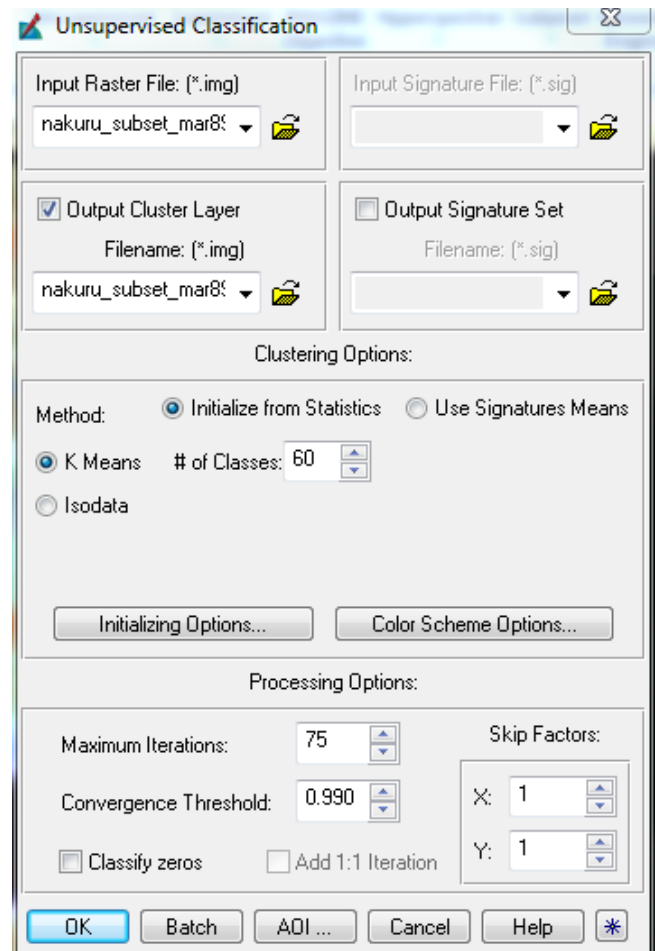 Unsupervised Classification
Input Raster File: (*.img)
Input Signature File: (*.sig)
nakuru_subset_mar8
Output Cluster Layer
Output Signature Set
Filename: (*.img)
Filename: (*.sig)
nakuru_subset_mar8
Clustering Options:
Method:
Initialize from Statistics
Use Signatures Means
K Means
# of Classes: 60
Isodata
Initializing Options...
Color Scheme Options...
Processing Options:
Maximum Iterations: 75
Skip Factors:
Convergence Threshold: 0.990
X: 1
Classify zeros
Add 1:1 Iteration
Y: 1
OK
Batch
AOI ...
Cancel
Help